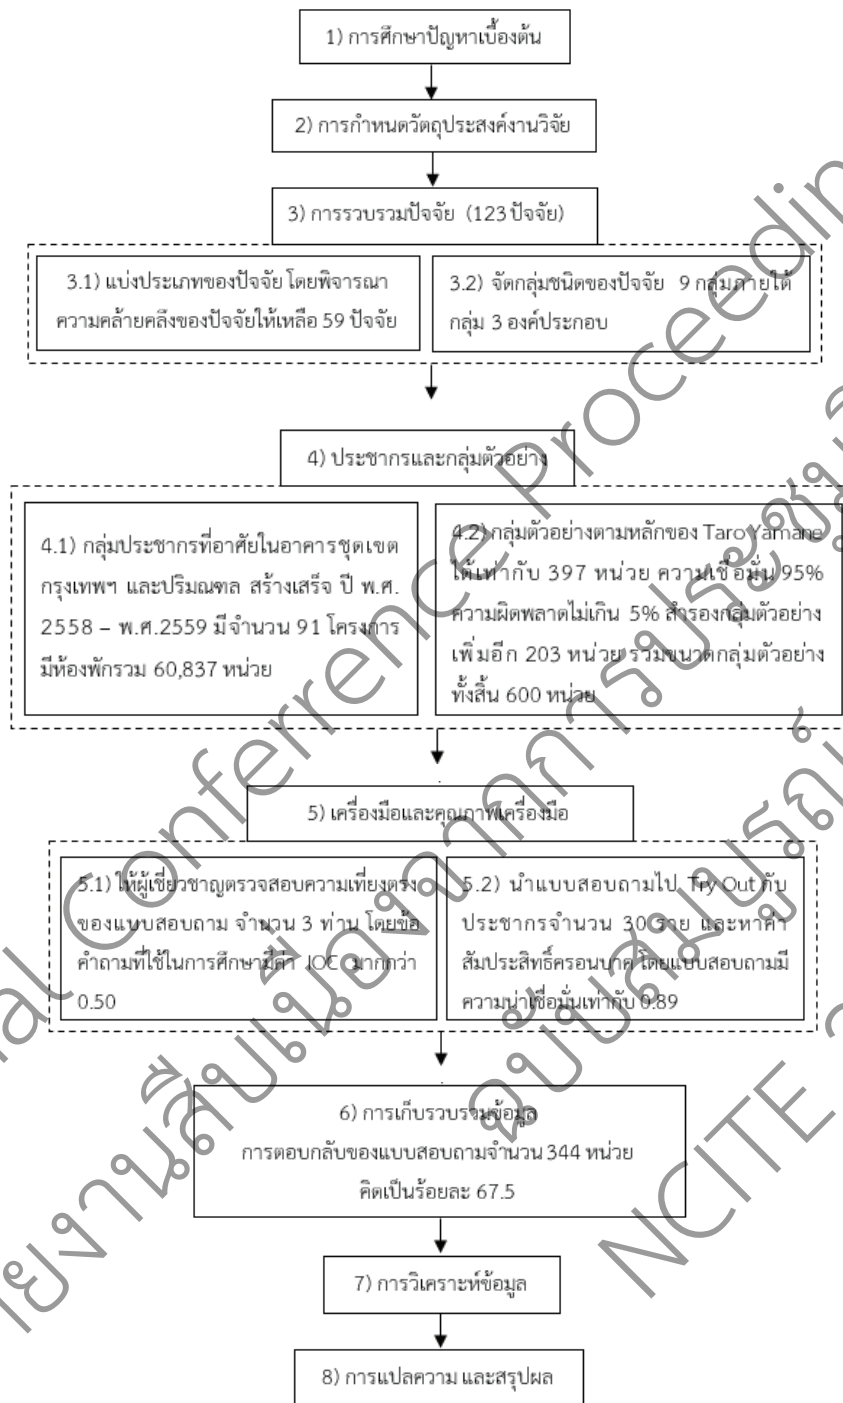 1) การศึกษาปัญหาเบื้องต้น
2) การกำหนดวัตถุประสงค์งานวิจัย
3) การรวบรวมปัจจัย (123 ปัจจัย)
3.1) แบ่งประเภทของปัจจัย โดยพิจารณา
ความคล้ายคลึงของปัจจัยให้เหลือ 59 ปัจจัย
3.2) จัดกลุ่มชนิดของปัจจัย 9 กลุ่มภายใต้
กลุ่ม 3 องค์ประกอบ
4) ประชากรและกลุ่มตัวอย่าง
4.1) กลุ่มประชากรที่อาศัยในอาคารชุดเขต
กรุงเทพฯ และปริมณฑล สร้างเสร็จ ปี พ.ศ.
2558 – พ.ศ.2559 มีจำนวน 91 โครงการ
มีห้องพักรวม 60,837 หน่วย
4.2) กลุ่มตัวอย่างตามหลักของ Taro Yamane
ได้เท่ากับ 397 หน่วย ความเชื่อมั่น 95%
ความผิดพลาดไม่เกิน 5% สำรองกลุ่มตัวอย่าง
เพิ่มอีก 203 หน่วย รวมขนาดกลุ่มตัวอย่าง
ทั้งสิ้น 600 หน่วย
5) เครื่องมือและคุณภาพเครื่องมือ
5.1) ให้ผู้เชี่ยวชาญตรวจสอบความเที่ยงตรง
ของแบบสอบถาม จำนวน 3 ท่าน โดยข้อ
คำถามที่ใช้ในการศึกษามีค่า IOC มากกว่า
0.50
5.2) นำแบบสอบถามไป Try Out กับ
ประชากรจำนวน 30 ราย และหาค่า
สัมประสิทธิ์ครอนบาค โดยแบบสอบถามมี
ความน่าเชื่อมั่นเท่ากับ 0.89
6) การเก็บรวบรวมข้อมูล
การตอบกลับของแบบสอบถามจำนวน 344 หน่วย
คิดเป็นร้อยละ 67.5
7) การวิเคราะห์ข้อมูล
8) การแปลความ และสรุปผล
Conferrence Proceedin
รายงานสืบเนื่องจากการประชุม
ฉบับสมบูรณ์
NCITE